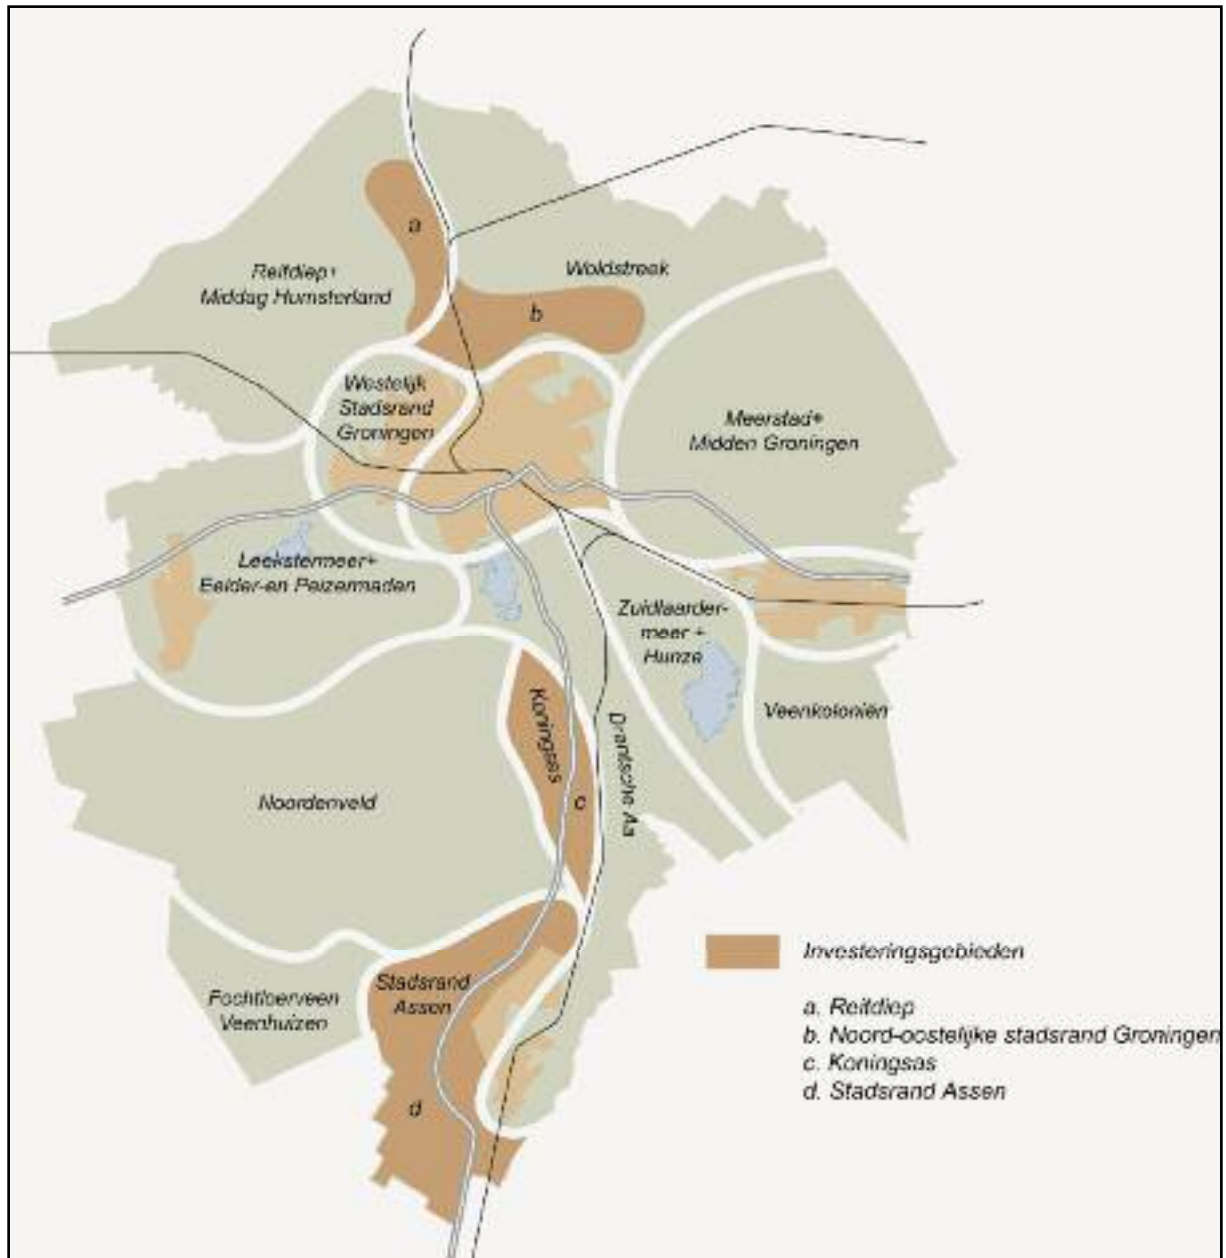 a
Reitdiep+
Middag Humsterland
Woldstreek
b
Westelijk
Stadsrand
Groningen
Meerstad+
Midden Groningen
Leekstermeer+
Eelder-en Peizermaden
Zuidlaarder-
meer +
Hunze
Veenkoloniën
Koningsas
Drentsche Aa
c
Noordenveld
Investeringsgebieden
Stadsrand
Assen
Fochtloerveen
Veenhuizen
a. Reitdiep
b. Noord-oostelijke stadsrand Groningen
c. Koningsas
d. Stadsrand Assen
d